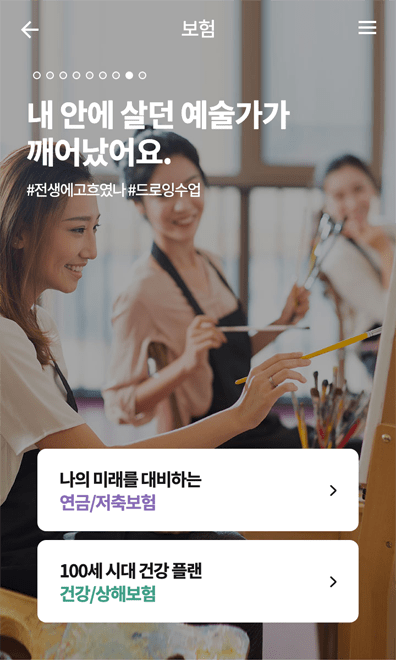 보험
내 안에 살던 예술가가
깨어났어요.
#전생에고흐였나 #드로잉수업
나의 미래를 대비하는
연금/저축보험
100세 시대 건강 플랜
건강/상해보험